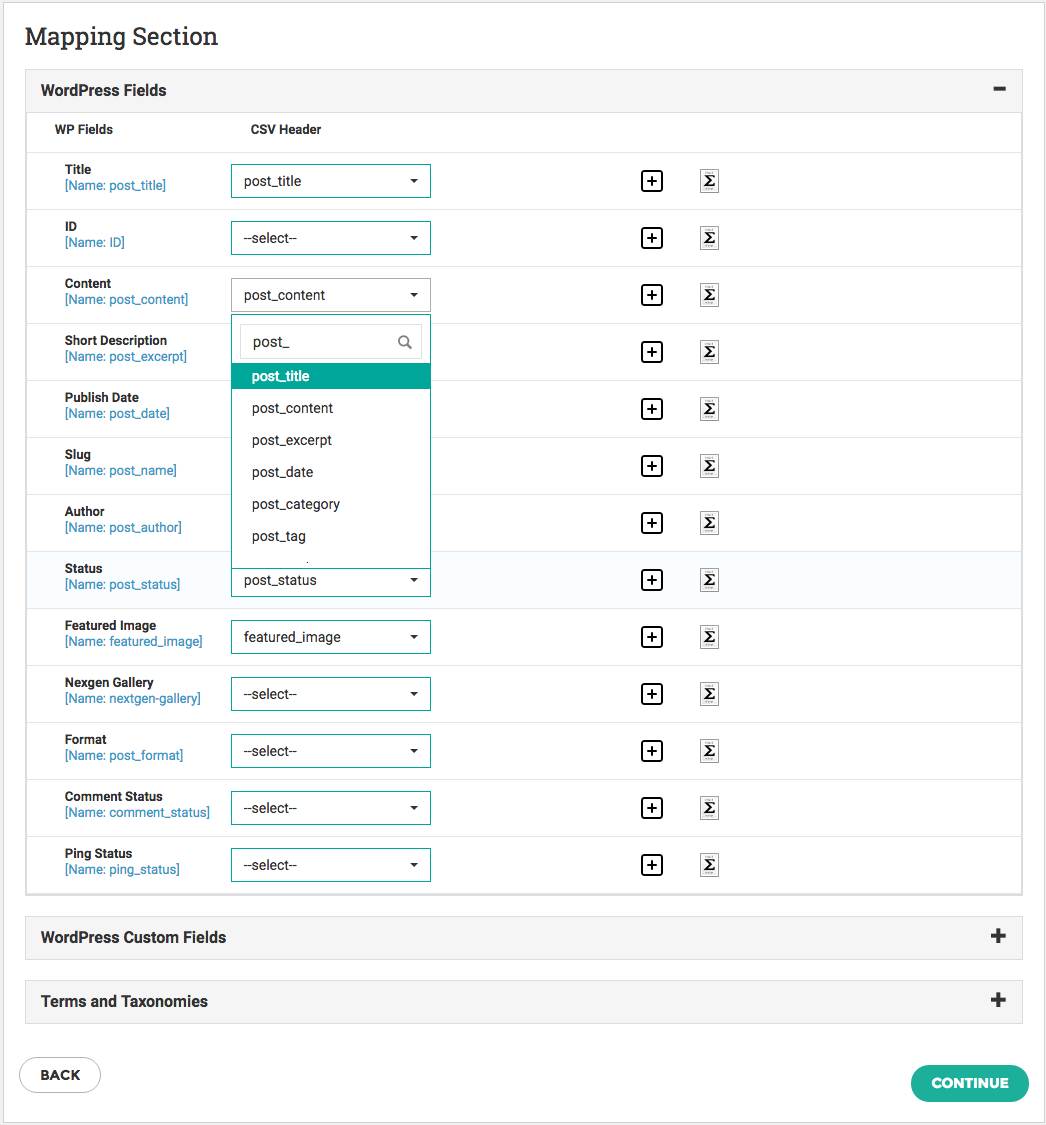 Mapping Section
WordPress Fields
WP Fields CSV Header
Title
[Name: post_title]
post_title
ID
[Name: ID]
--select--
Content
[Name: post_content]
post_content
post_
post_title
post_content
post_excerpt
post_date
post_category
post_tag
Short Description
[Name: post_excerpt]
Publish Date
[Name: post_date]
Slug
[Name: post_name]
Author
[Name: post_author]
Status
[Name: post_status]
post_status
Featured Image
[Name: featured_image]
featured_image
Nexgen Gallery
[Name: nextgen-gallery]
--select--
Format
[Name: post_format]
--select--
Comment Status
[Name: comment_status]
--select--
Ping Status
[Name: ping_status]
--select--
WordPress Custom Fields
Terms and Taxonomies
BACK
CONTINUE